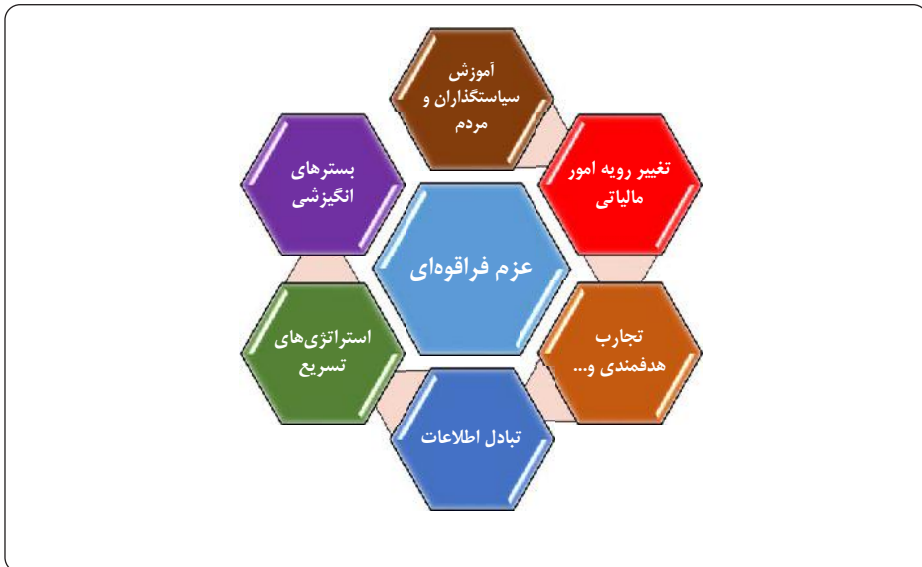 آموزش
سیاستگذاران و
مردم
تغییر رویه امور
مالیاتی
تجارب
هدفمندی و...
تبادل اطلاعات
استراتژی‌های
تسریع
بسترهای
انگیزشی
عزم فراقوه‌ای